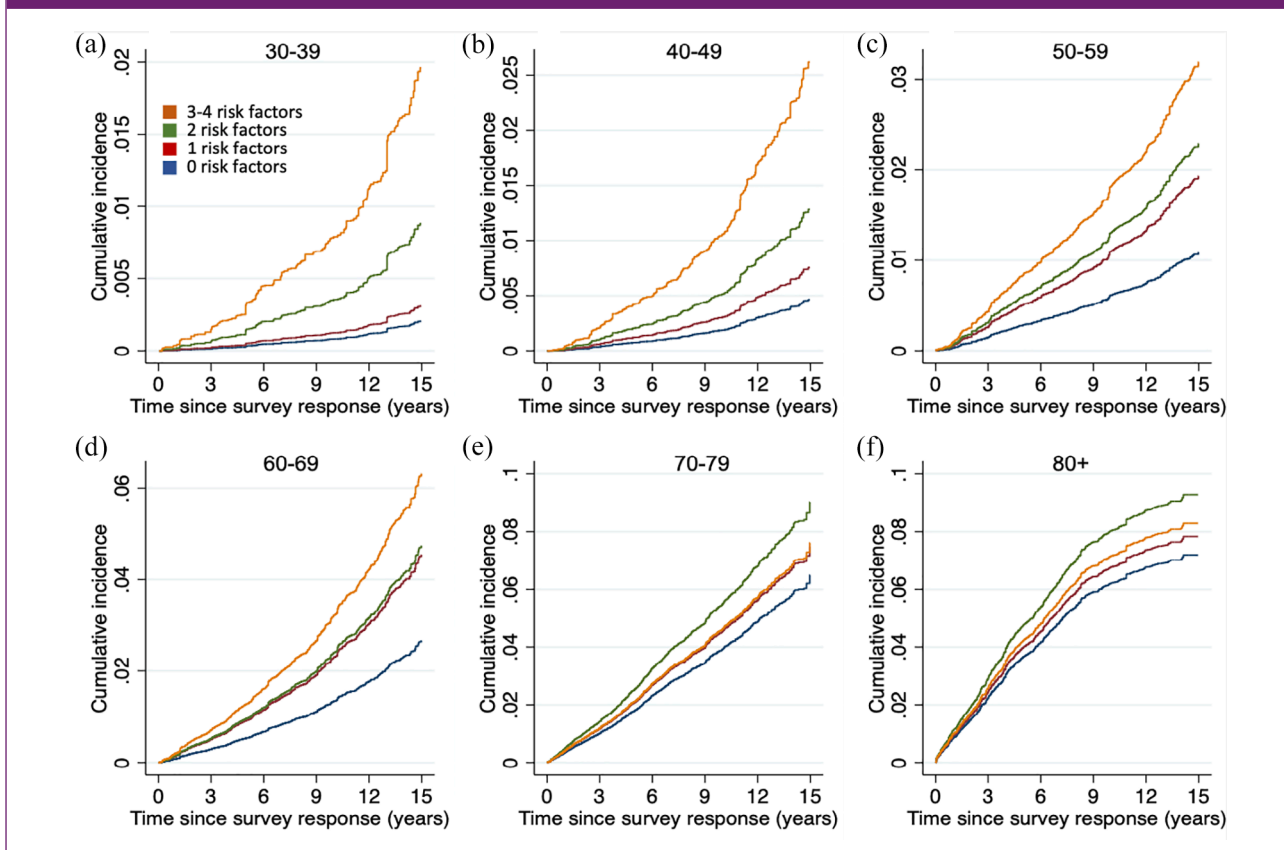 (a)
30-39
.02
.015
.01
.005
0
Cumulative incidence
3-4 risk factors
2 risk factors
1 risk factors
0 risk factors
0 3 6 9 12 15
Time since survey response (years)
(b)
40-49
.025
.02
.015
.01
.005
0
Cumulative incidence
0 3 6 9 12 15
Time since survey response (years)
(c)
50-59
.03
.02
.01
0
Cumulative incidence
0 3 6 9 12 15
Time since survey response (years)
(d)
60-69
.06
.04
.02
0
Cumulative incidence
0 3 6 9 12 15
Time since survey response (years)
(e)
70-79
.1
.08
.06
.04
.02
0
Cumulative incidence
0 3 6 9 12 15
Time since survey response (years)
(f)
80+
.1
.08
.06
.04
.02
0
Cumulative incidence
0 3 6 9 12 15
Time since survey response (years)